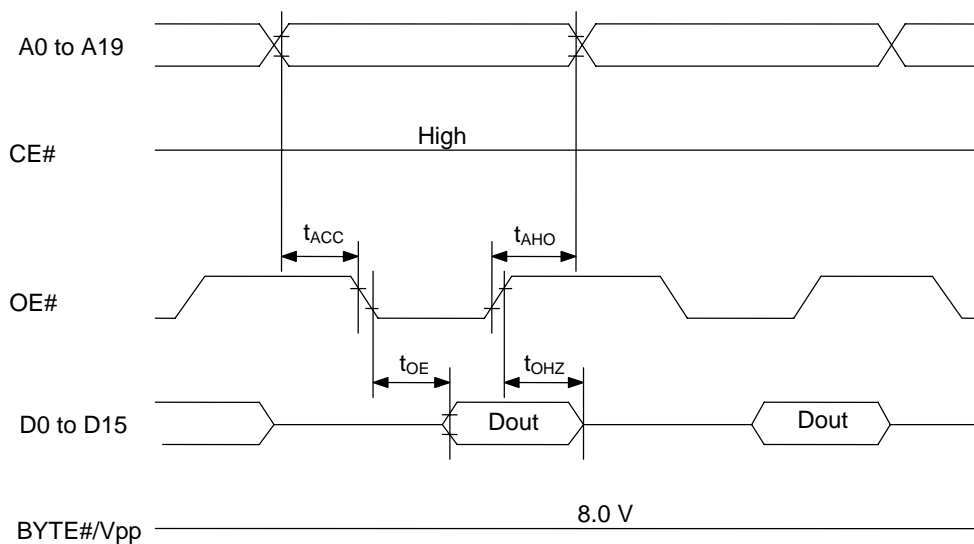 A0 to A19
High
CE#
tACC
tAHO
OE#
tOE
tOHZ
D0 to D15
Dout
Dout
8.0 V
BYTE#/Vpp